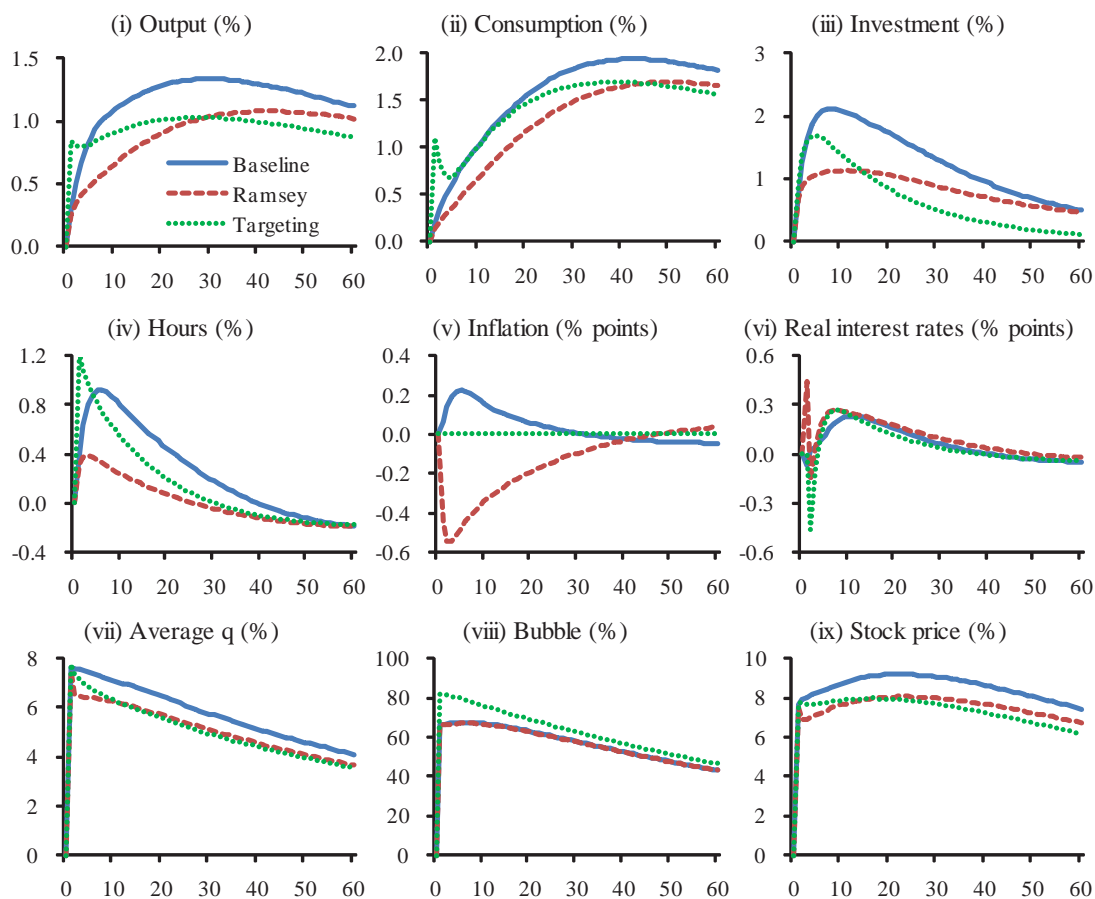 (i) Output (%)
1.5
1.0
0.5
0.0
0 10 20 30 40 50 60
Baseline
Ramsey
Targeting
(ii) Consumption (%)
2.0
1.5
1.0
0.5
0.0
0 10 20 30 40 50 60
(iii) Investment (%)
3
2
1
0
0 10 20 30 40 50 60
(iv) Hours (%)
1.2
0.8
0.4
0.0
-0.4
0 10 20 30 40 50 60
(v) Inflation (% points)
0.4
0.2
0.0
-0.2
-0.4
-0.6
0 10 20 30 40 50 60
(vi) Real interest rates (% points)
0.6
0.3
0.0
-0.3
-0.6
0 10 20 30 40 50 60
(vii) Average q (%)
8
6
4
2
0
0 10 20 30 40 50 60
(viii) Bubble (%)
100
80
60
40
20
0
0 10 20 30 40 50 60
(ix) Stock price (%)
10
8
6
4
2
0
0 10 20 30 40 50 60